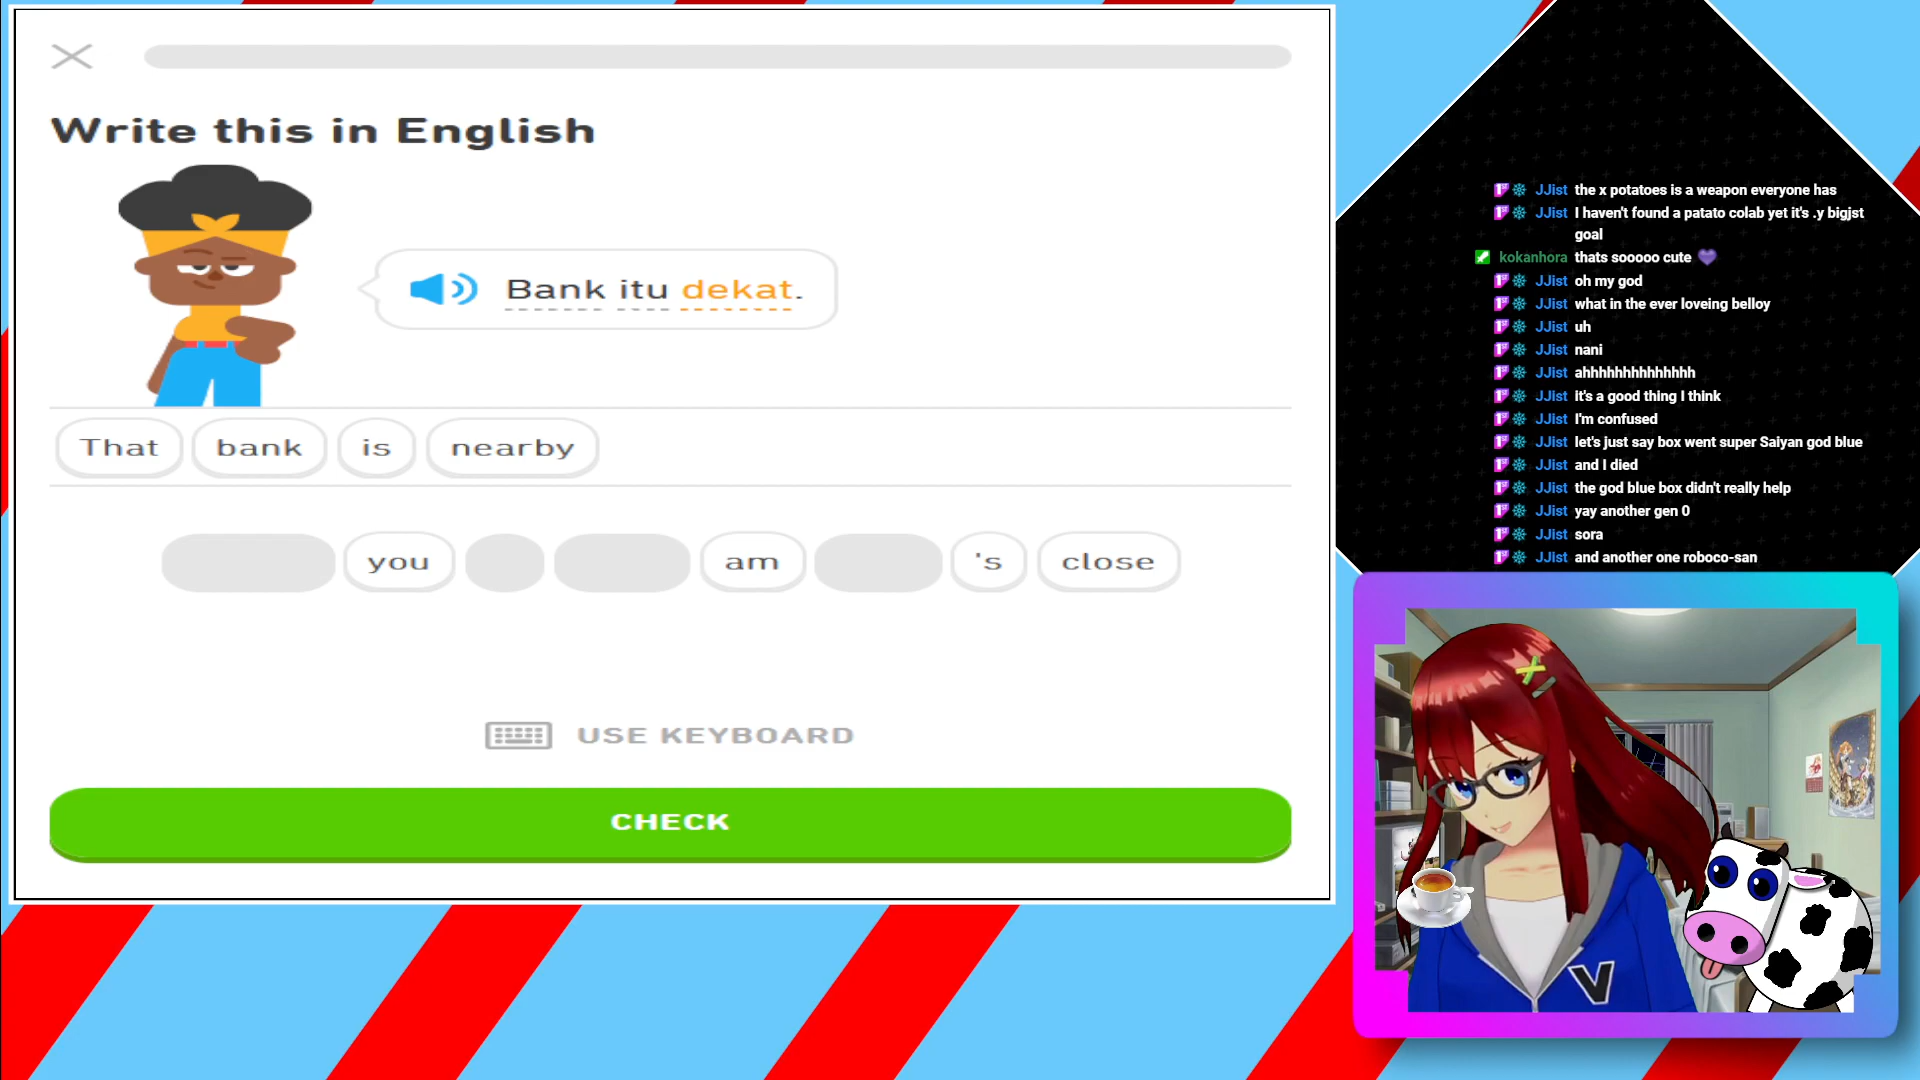 Write this in English
Bank itu dekat.
That bank is nearby
you am 's close
USE KEYBOARD
CHECK
JJist the x potatoes is a weapon everyone has
JJist I haven't found a patato colab yet it's .y bigjst
goal
kokanhora thats sooooo cute
JJist oh my god
JJist what in the ever loveing belloy
JJist uh
JJist nani
JJist ahhhhhhhhhhhhhh
JJist it's a good thing I think
JJist I'm confused
JJist let's just say box went super Saiyan god blue
JJist and I died
JJist the god blue box didn't really help
JJist yay another gen 0
JJist sora
JJist and another one roboco-san
V